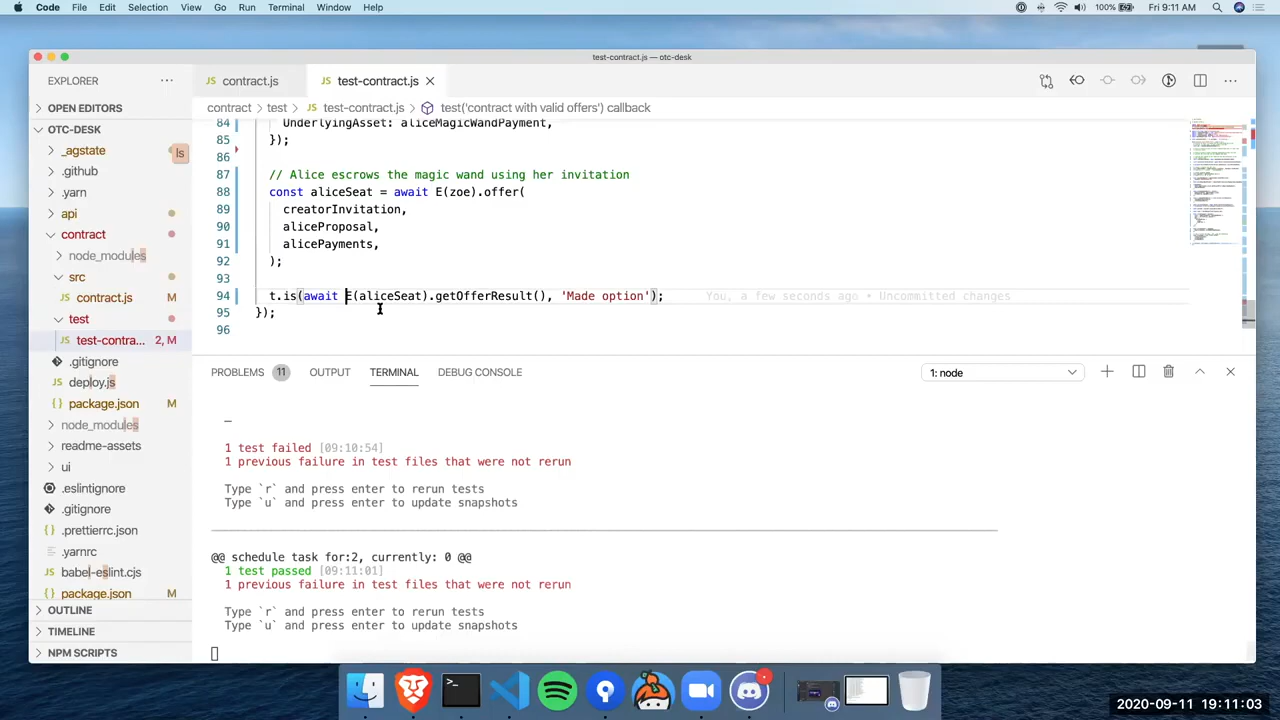 Code File Edit Selection View Go Run Terminal Window Help 100% Fri 9:11 AM
test-contract.js — otc-desk
EXPLORER ··· JS contract.js JS test-contract.js
OPEN EDITORS
OTC-DESK
_.agstate
is
.github
.yarn
api
contract
node_modules
src
JS contract.js M
test
JS test-contra... 2, M
.gitignore
deploy.js
{} package.json M
node_modules
readme-assets
ui
.eslintignore
.gitignore
{} .prettierrc.json
.yarnrc
babel-eslint.cjs
{} package.json M
OUTLINE
TIMELINE
NPM SCRIPTS
contract > test > JS test-contract.js > test('contract with valid offers') callback
84 UnderlyingAsset: aliceMagicWandPayment,
85 });
86
87 // Alice escrows the magic wand per her invitation
88 const aliceSeat = await E(zoe).offer(
89 creatorInvitation,
90 aliceProposal,
91 alicePayments,
92 );
93
94 t.is(await E(aliceSeat).getOfferResult(), 'Made option'); You, a few seconds ago • Uncommitted changes
95 });
96
PROBLEMS 11 OUTPUT TERMINAL DEBUG CONSOLE 1: node
1 test failed [09:10:54]
1 previous failure in test files that were not rerun
Type `r` and press enter to rerun tests
Type `u` and press enter to update snapshots
@@ schedule task for:2, currently: 0 @@
1 test passed [09:11:01]
1 previous failure in test files that were not rerun
Type `r` and press enter to rerun tests
Type `u` and press enter to update snapshots
2020-09-11 19:11:03